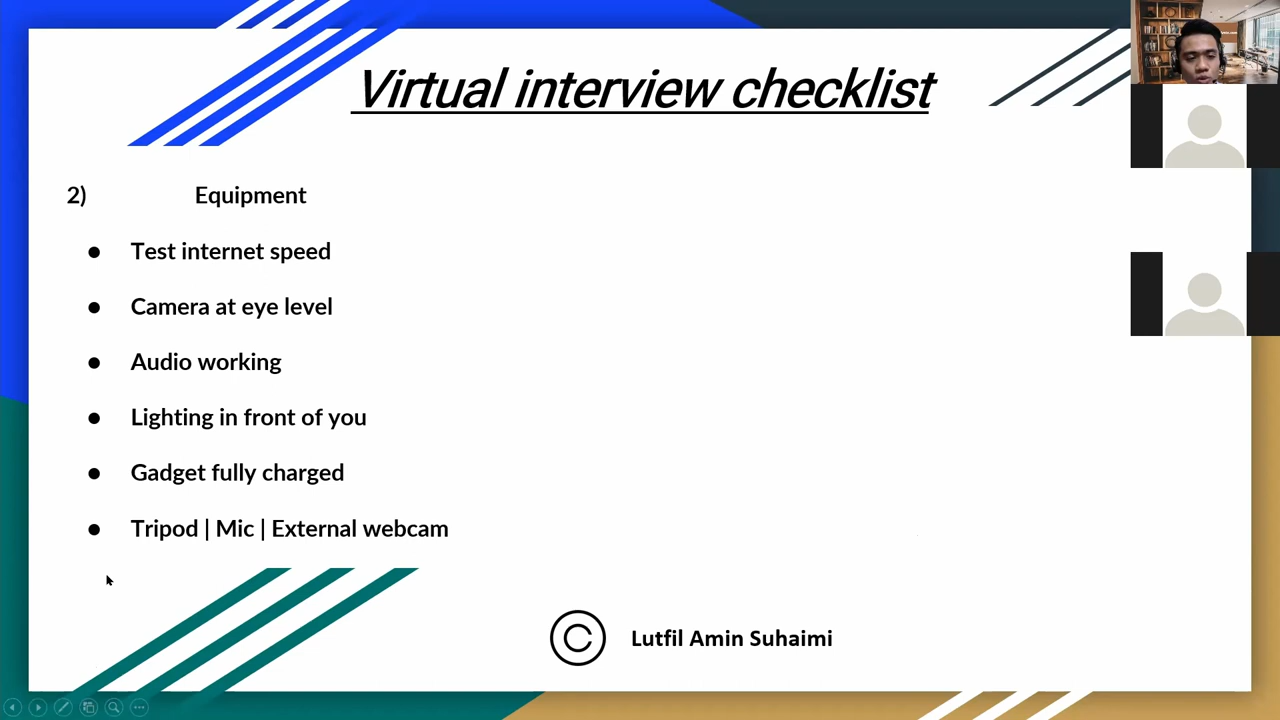 Virtual interview checklist
2) Equipment
● Test internet speed
● Camera at eye level
● Audio working
● Lighting in front of you
● Gadget fully charged
● Tripod | Mic | External webcam
© Lutfil Amin Suhaimi